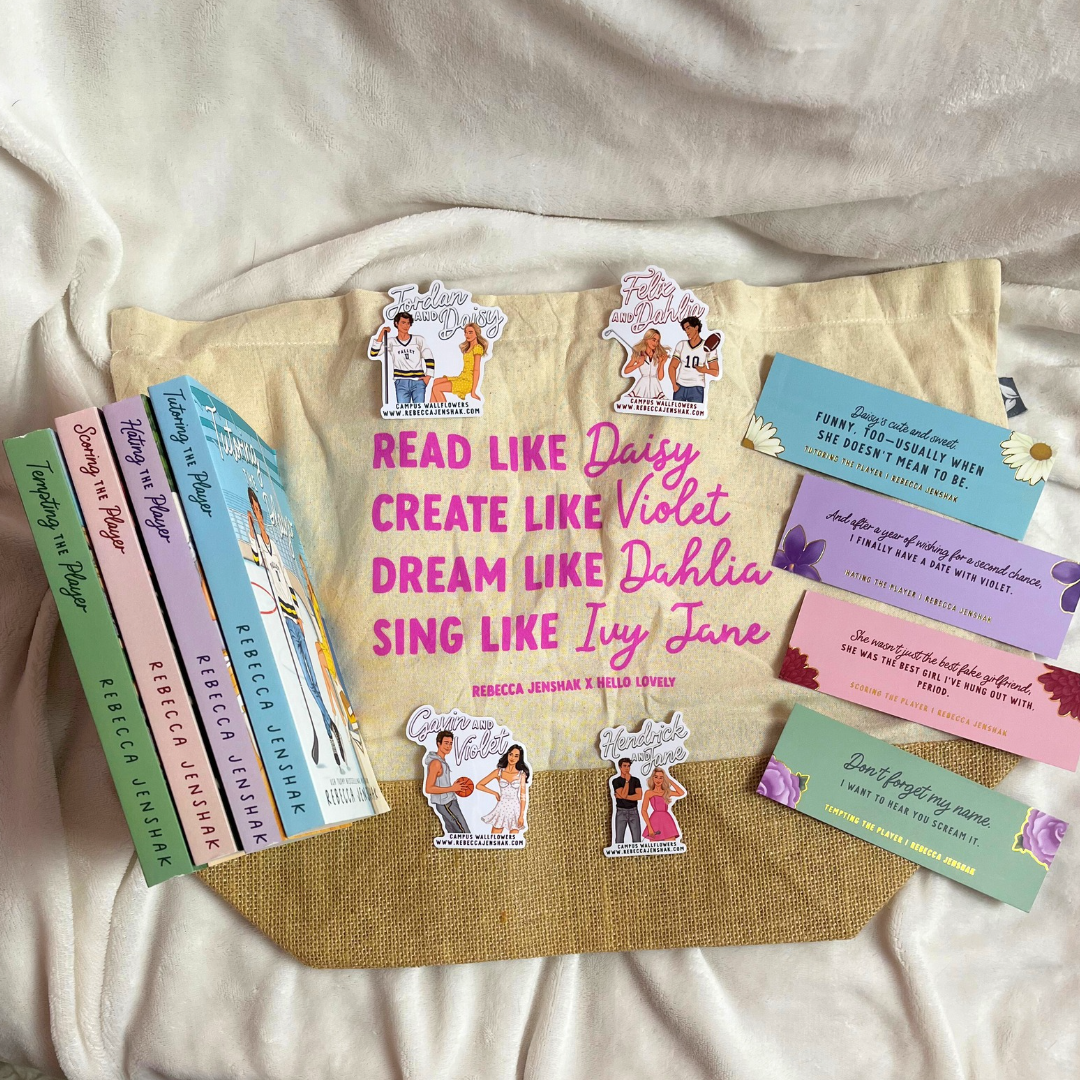 Tempting the Player
REBECCA JENSHAK
Scoring the Player
REBECCA JENSHAK
Hating the Player
REBECCA JENSHAK
Tutoring the Player
REBECCA JENSHAK
Tutoring
the Player
REBECCA JENSHAK
Jordan
AND Daisy
VALLEY
CAMPUS WALLFLOWERS
WWW.REBECCAJENSHAK.COM
Felix
AND Dahlia
10
CAMPUS WALLFLOWERS
WWW.REBECCAJENSHAK.COM
READ LIKE Daisy
CREATE LIKE Violet
DREAM LIKE Dahlia
SING LIKE Ivy Jane
REBECCA JENSHAK X HELLO LOVELY
Gavin AND
Violet
CAMPUS WALLFLOWERS
WWW.REBECCAJENSHAK.COM
Hendrick
AND Jane
CAMPUS WALLFLOWERS
WWW.REBECCAJENSHAK.COM
Daisy's cute and sweet.
FUNNY, TOO—USUALLY WHEN
SHE DOESN'T MEAN TO BE.
TUTORING THE PLAYER | REBECCA JENSHAK
And after a year of wishing for a second chance,
I FINALLY HAVE A DATE WITH VIOLET.
HATING THE PLAYER | REBECCA JENSHAK
She wasn't just the best fake girlfriend,
SHE WAS THE BEST GIRL I'VE HUNG OUT WITH.
PERIOD.
SCORING THE PLAYER | REBECCA JENSHAK
Don't forget my name.
I WANT TO HEAR YOU SCREAM IT.
TEMPTING THE PLAYER | REBECCA JENSHAK